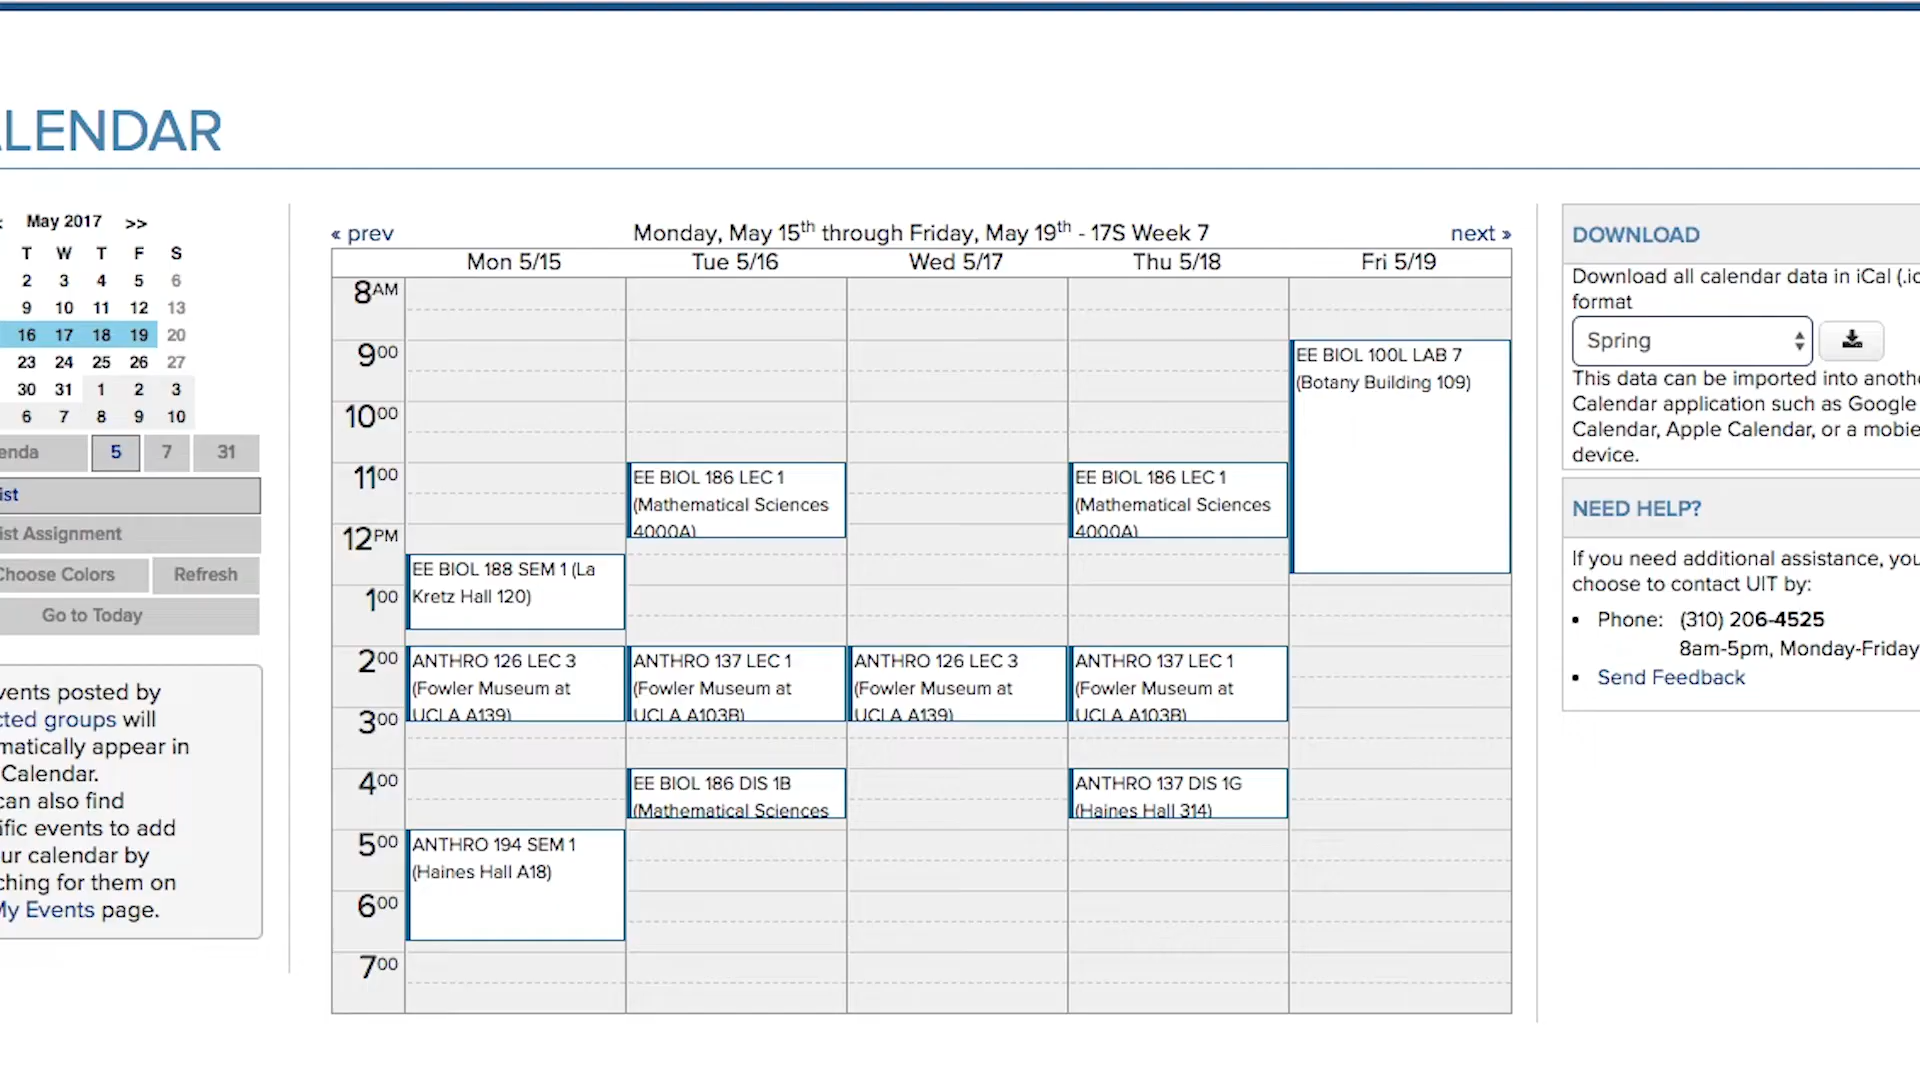 LENDAR
May 2017 >>
T W T F S
2 3 4 5 6
9 10 11 12 13
16 17 18 19 20
23 24 25 26 27
30 31 1 2 3
6 7 8 9 10
enda 5 7 31
ist
ist Assignment
Choose Colors Refresh
Go to Today
vents posted by
cted groups will
matically appear in
Calendar.
can also find
ific events to add
ur calendar by
ching for them on
My Events page.
« prev Monday, May 15th through Friday, May 19th - 17S Week 7 next »
Mon 5/15 Tue 5/16 Wed 5/17 Thu 5/18 Fri 5/19
8AM
900
1000
1100
12PM
100
200
300
400
500
600
700
EE BIOL 188 SEM 1 (La
Kretz Hall 120)
ANTHRO 126 LEC 3
(Fowler Museum at
UCLA A139)
ANTHRO 194 SEM 1
(Haines Hall A18)
EE BIOL 186 LEC 1
(Mathematical Sciences
4000A)
ANTHRO 137 LEC 1
(Fowler Museum at
UCLA A103B)
EE BIOL 186 DIS 1B
(Mathematical Sciences
ANTHRO 126 LEC 3
(Fowler Museum at
UCLA A139)
EE BIOL 186 LEC 1
(Mathematical Sciences
4000A)
ANTHRO 137 LEC 1
(Fowler Museum at
UCLA A103B)
ANTHRO 137 DIS 1G
(Haines Hall 314)
EE BIOL 100L LAB 7
(Botany Building 109)
DOWNLOAD
Download all calendar data in iCal (.ic
format
Spring
This data can be imported into anothe
Calendar application such as Google
Calendar, Apple Calendar, or a mobie
device.
NEED HELP?
If you need additional assistance, you
choose to contact UIT by:
• Phone: (310) 206-4525
8am-5pm, Monday-Friday
• Send Feedback